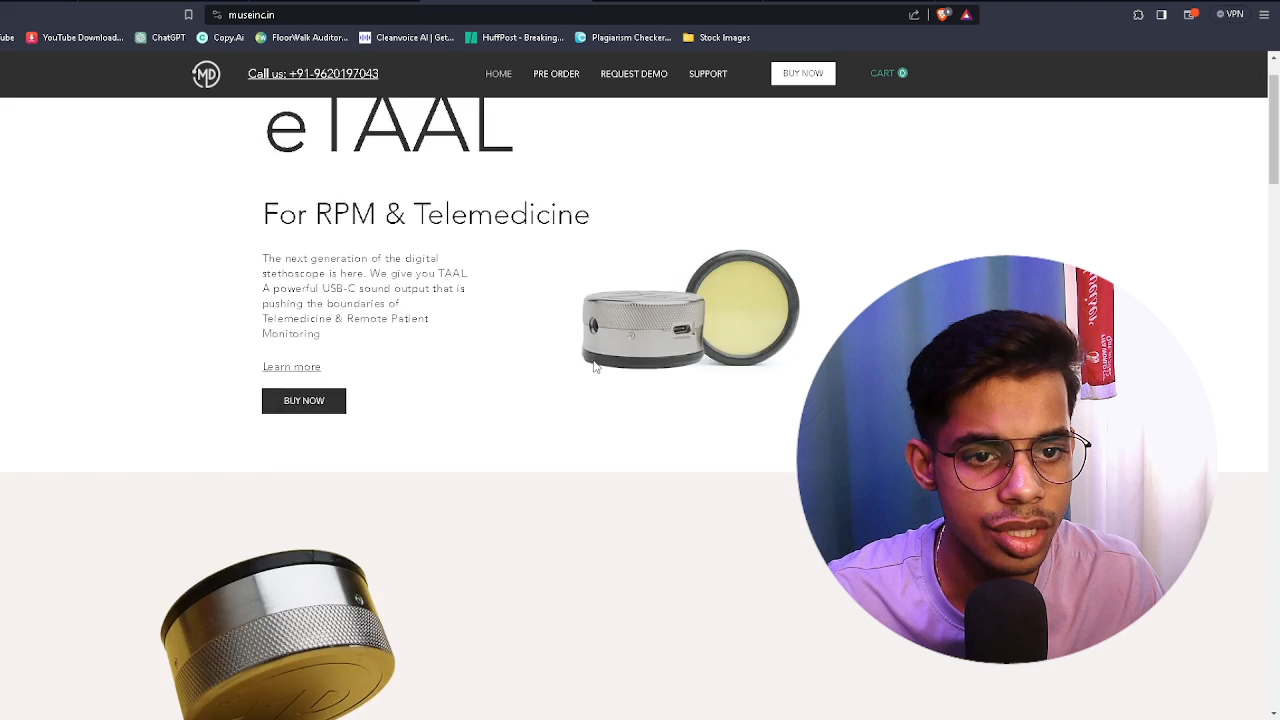 museinc.in
VPN
ube
YouTube Download...
ChatGPT
Copy.Ai
FloorWalk Auditor...
Cleanvoice AI | Get...
HuffPost - Breaking...
Plagiarism Checker...
Stock Images
MD
Call us: +91-9620197043
HOME
PRE ORDER
REQUEST DEMO
SUPPORT
BUY NOW
CART 0
eTAAL
For RPM & Telemedicine
The next generation of the digital
stethoscope is here. We give you TAAL
A powerful USB-C sound output that is
pushing the boundaries of
Telemedicine & Remote Patient
Monitoring
Learn more
BUY NOW